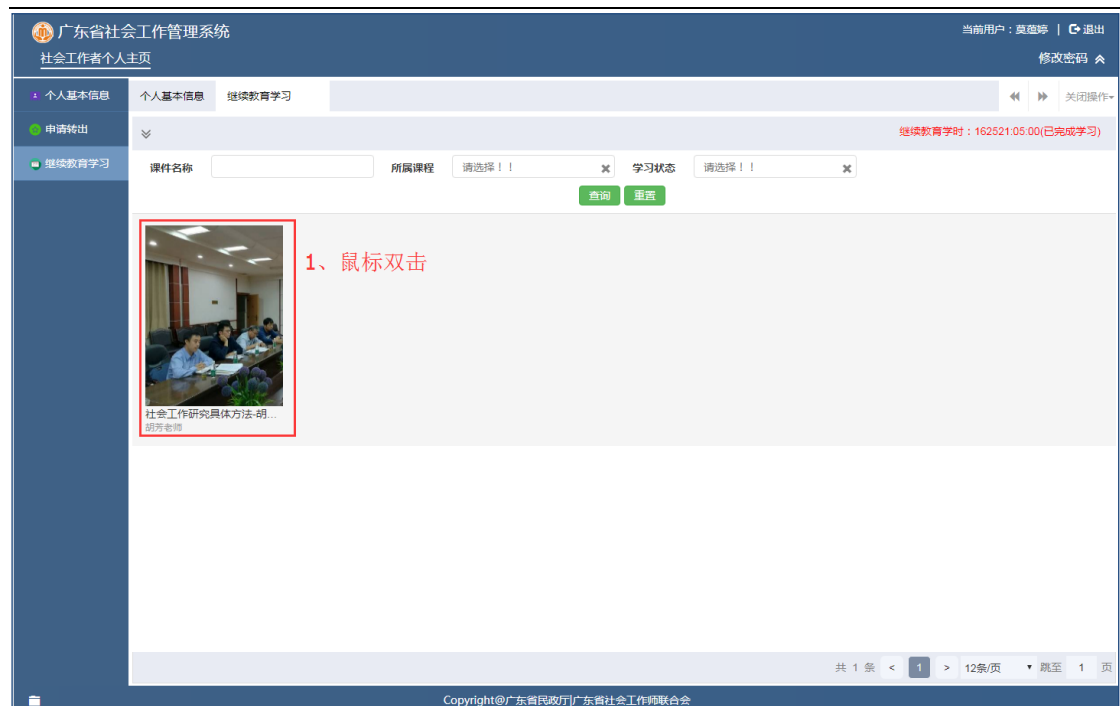 广东省社会工作管理系统
当前用户：莫蕴婷 | 退出
社会工作者个人主页
修改密码
个人基本信息
个人基本信息 继续教育学习
关闭操作
申请转出
继续教育学时：162521:05:00(已完成学习)
继续教育学习
课件名称 所属课程 请选择！！ 学习状态 请选择！！
查询 重置
1、鼠标双击
社会工作研究具体方法-胡...
胡芳老师
共 1 条 < 1 > 12条/页 跳至 1 页
Copyright@广东省民政厅|广东省社会工作师联合会